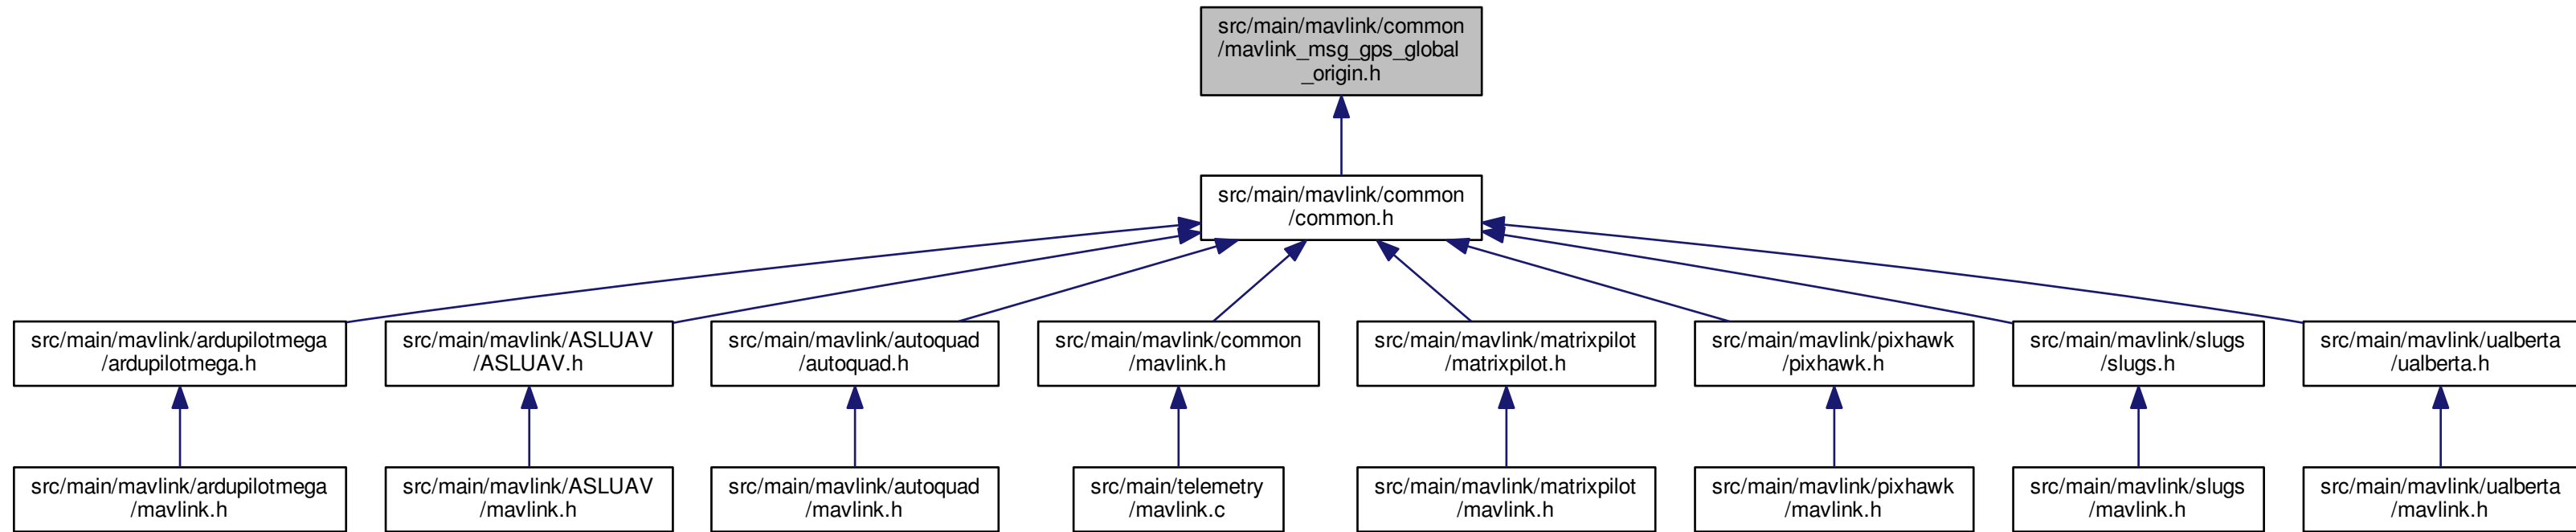 src/main/mavlink/common
/mavlink_msg_gps_global
_origin.h
src/main/mavlink/common
/common.h
src/main/mavlink/ardupilotmega
/ardupilotmega.h
src/main/mavlink/ASLUAV
/ASLUAV.h
src/main/mavlink/autoquad
/autoquad.h
src/main/mavlink/common
/mavlink.h
src/main/mavlink/matrixpilot
/matrixpilot.h
src/main/mavlink/pixhawk
/pixhawk.h
src/main/mavlink/slugs
/slugs.h
src/main/mavlink/ualberta
/ualberta.h
src/main/mavlink/ardupilotmega
/mavlink.h
src/main/mavlink/ASLUAV
/mavlink.h
src/main/mavlink/autoquad
/mavlink.h
src/main/telemetry
/mavlink.c
src/main/mavlink/matrixpilot
/mavlink.h
src/main/mavlink/pixhawk
/mavlink.h
src/main/mavlink/slugs
/mavlink.h
src/main/mavlink/ualberta
/mavlink.h